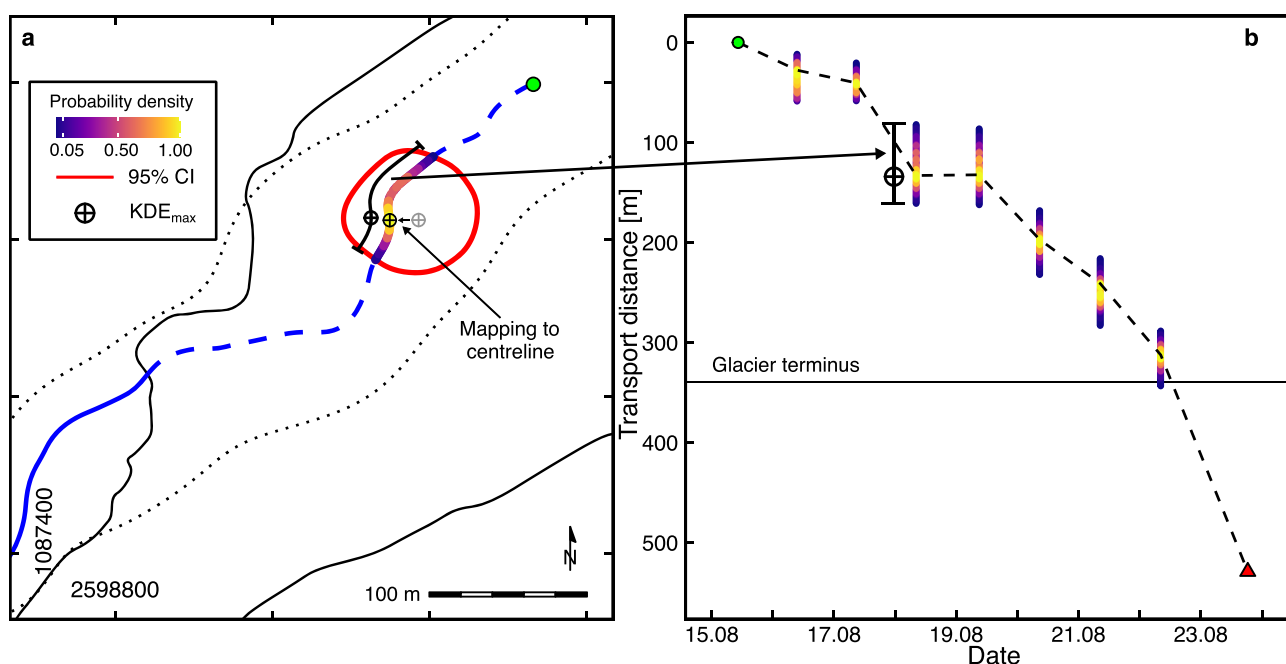 a
Probability density
0.05 0.50 1.00
95% CI
KDEmax
Mapping to
centreline
1087400
2598800
100 m
N
b
Transport distance [m]
0
100
200
300
400
500
Glacier terminus
15.08 17.08 19.08 21.08 23.08
Date